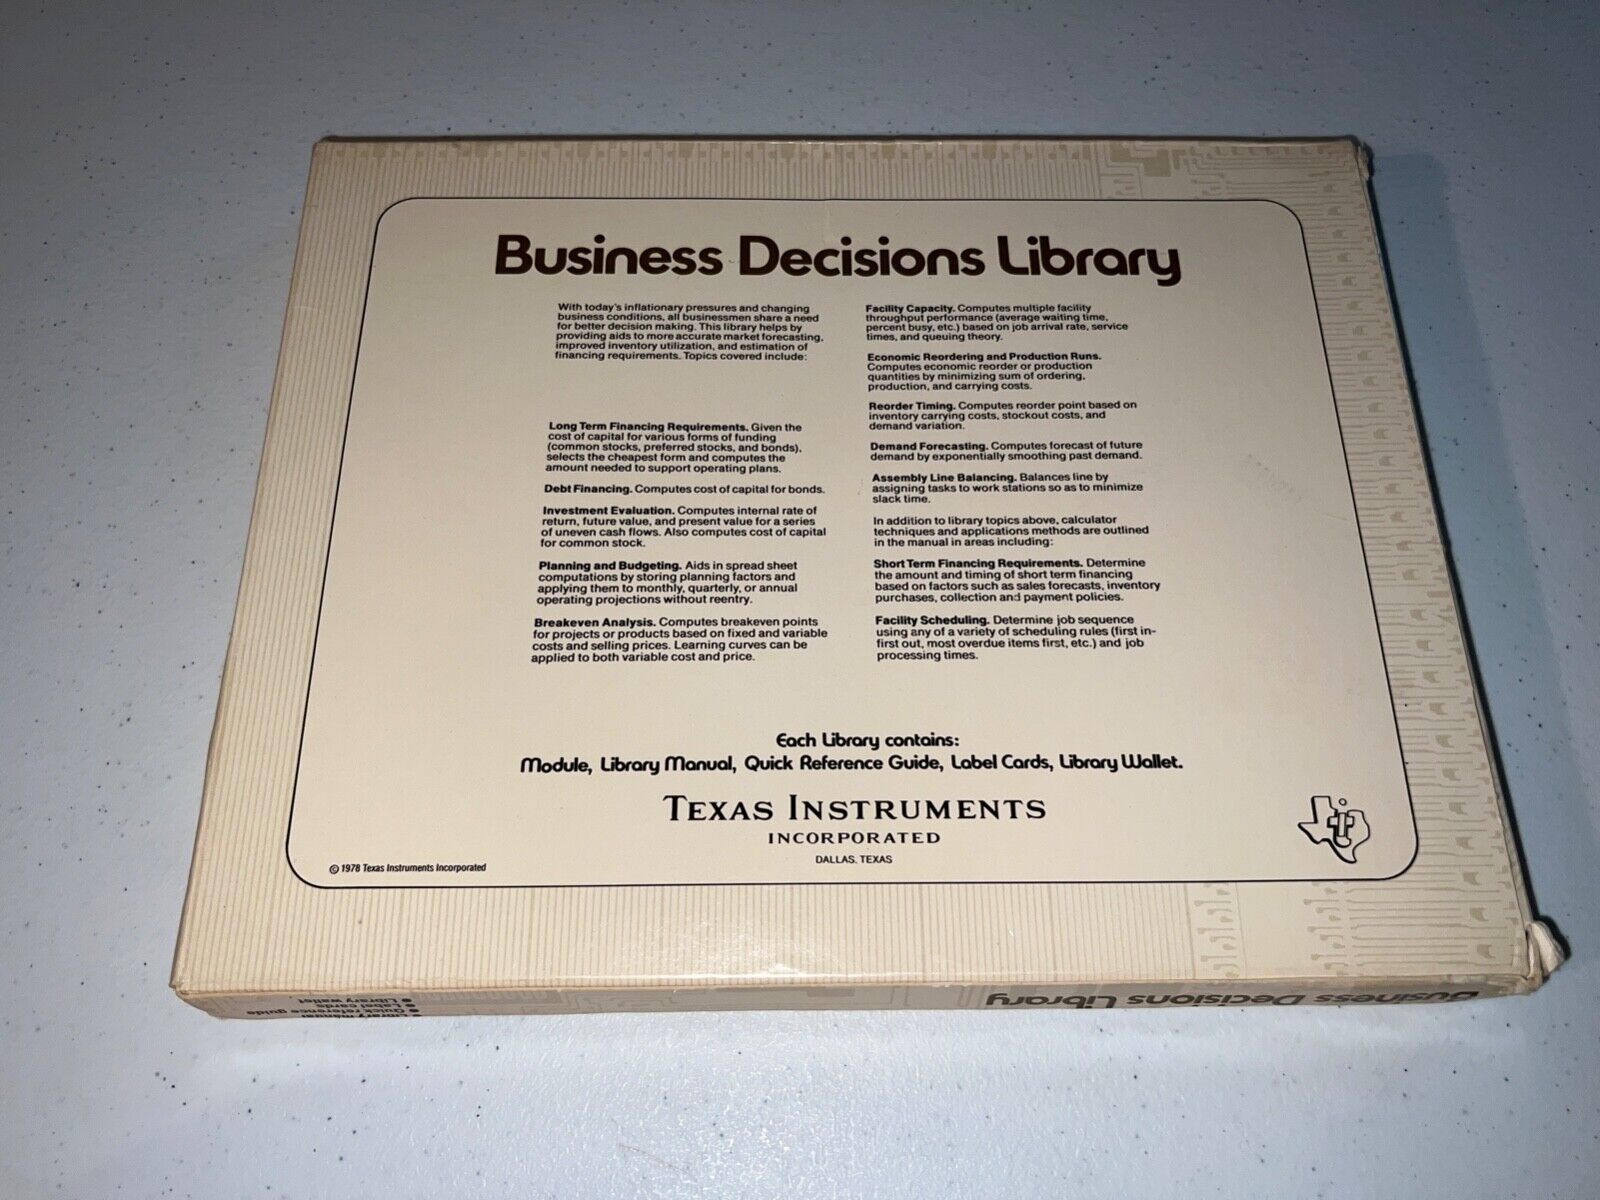 Business Decisions Library
With today's inflationary pressures and changing
business conditions, all businessmen share a need
for better decision making. This library helps by
providing aids to more accurate market forecasting,
improved inventory utilization, and estimation of
financing requirements. Topics covered include:
Long Term Financing Requirements. Given the
cost of capital for various forms of funding
(common stocks, preferred stocks, and bonds),
selects the cheapest form and computes the
amount needed to support operating plans.
Debt Financing. Computes cost of capital for bonds.
Investment Evaluation. Computes internal rate of
return, future value, and present value for a series
of uneven cash flows. Also computes cost of capital
for common stock.
Planning and Budgeting. Aids in spread sheet
computations by storing planning factors and
applying them to monthly, quarterly, or annual
operating projections without reentry.
Breakeven Analysis. Computes breakeven points
for projects or products based on fixed and variable
costs and selling prices. Learning curves can be
applied to both variable cost and price.
Facility Capacity. Computes multiple facility
throughput performance (average waiting time,
percent busy, etc.) based on job arrival rate, service
times, and queuing theory.
Economic Reordering and Production Runs.
Computes economic reorder or production
quantities by minimizing sum of ordering,
production, and carrying costs.
Reorder Timing. Computes reorder point based on
inventory carrying costs, stockout costs, and
demand variation.
Demand Forecasting. Computes forecast of future
demand by exponentially smoothing past demand.
Assembly Line Balancing. Balances line by
assigning tasks to work stations so as to minimize
slack time.
In addition to library topics above, calculator
techniques and applications methods are outlined
in the manual in areas including:
Short Term Financing Requirements. Determine
the amount and timing of short term financing
based on factors such as sales forecasts, inventory
purchases, collection and payment policies.
Facility Scheduling. Determine job sequence
using any of a variety of scheduling rules (first in-
first out, most overdue items first, etc.) and job
processing times.
Each Library contains:
Module, Library Manual, Quick Reference Guide, Label Cards, Library Wallet.
TEXAS INSTRUMENTS
INCORPORATED
DALLAS, TEXAS
© 1978 Texas Instruments Incorporated
Business Decisions Library
• Library manual
• Quick reference guide
• Label cards
• Library wallet